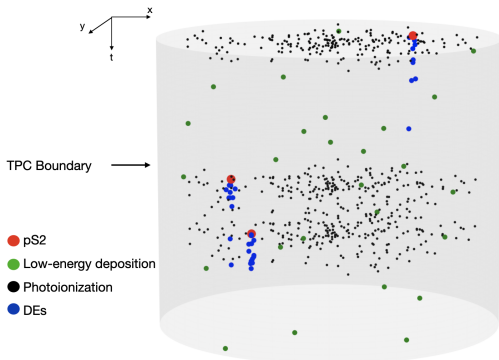 x
y
t
TPC Boundary
pS2
Low-energy deposition
Photoionization
DEs